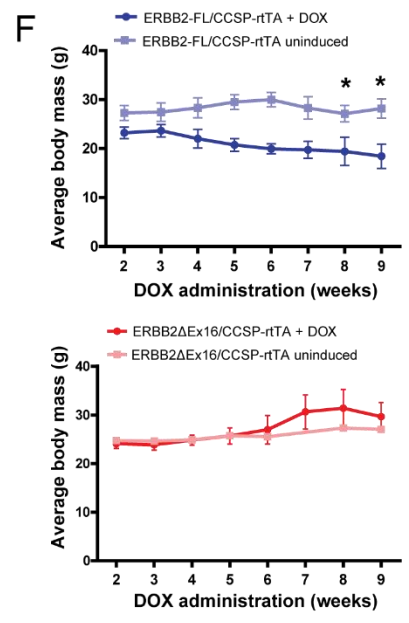 F
ERBB2-FL/CCSP-rtTA + DOX
ERBB2-FL/CCSP-rtTA uninduced
Average body mass (g)
40
30
20
10
0
* *
2 3 4 5 6 7 8 9
DOX administration (weeks)
ERBB2ΔEx16/CCSP-rtTA + DOX
ERBB2ΔEx16/CCSP-rtTA uninduced
Average body mass (g)
40
30
20
10
0
2 3 4 5 6 7 8 9
DOX administration (weeks)